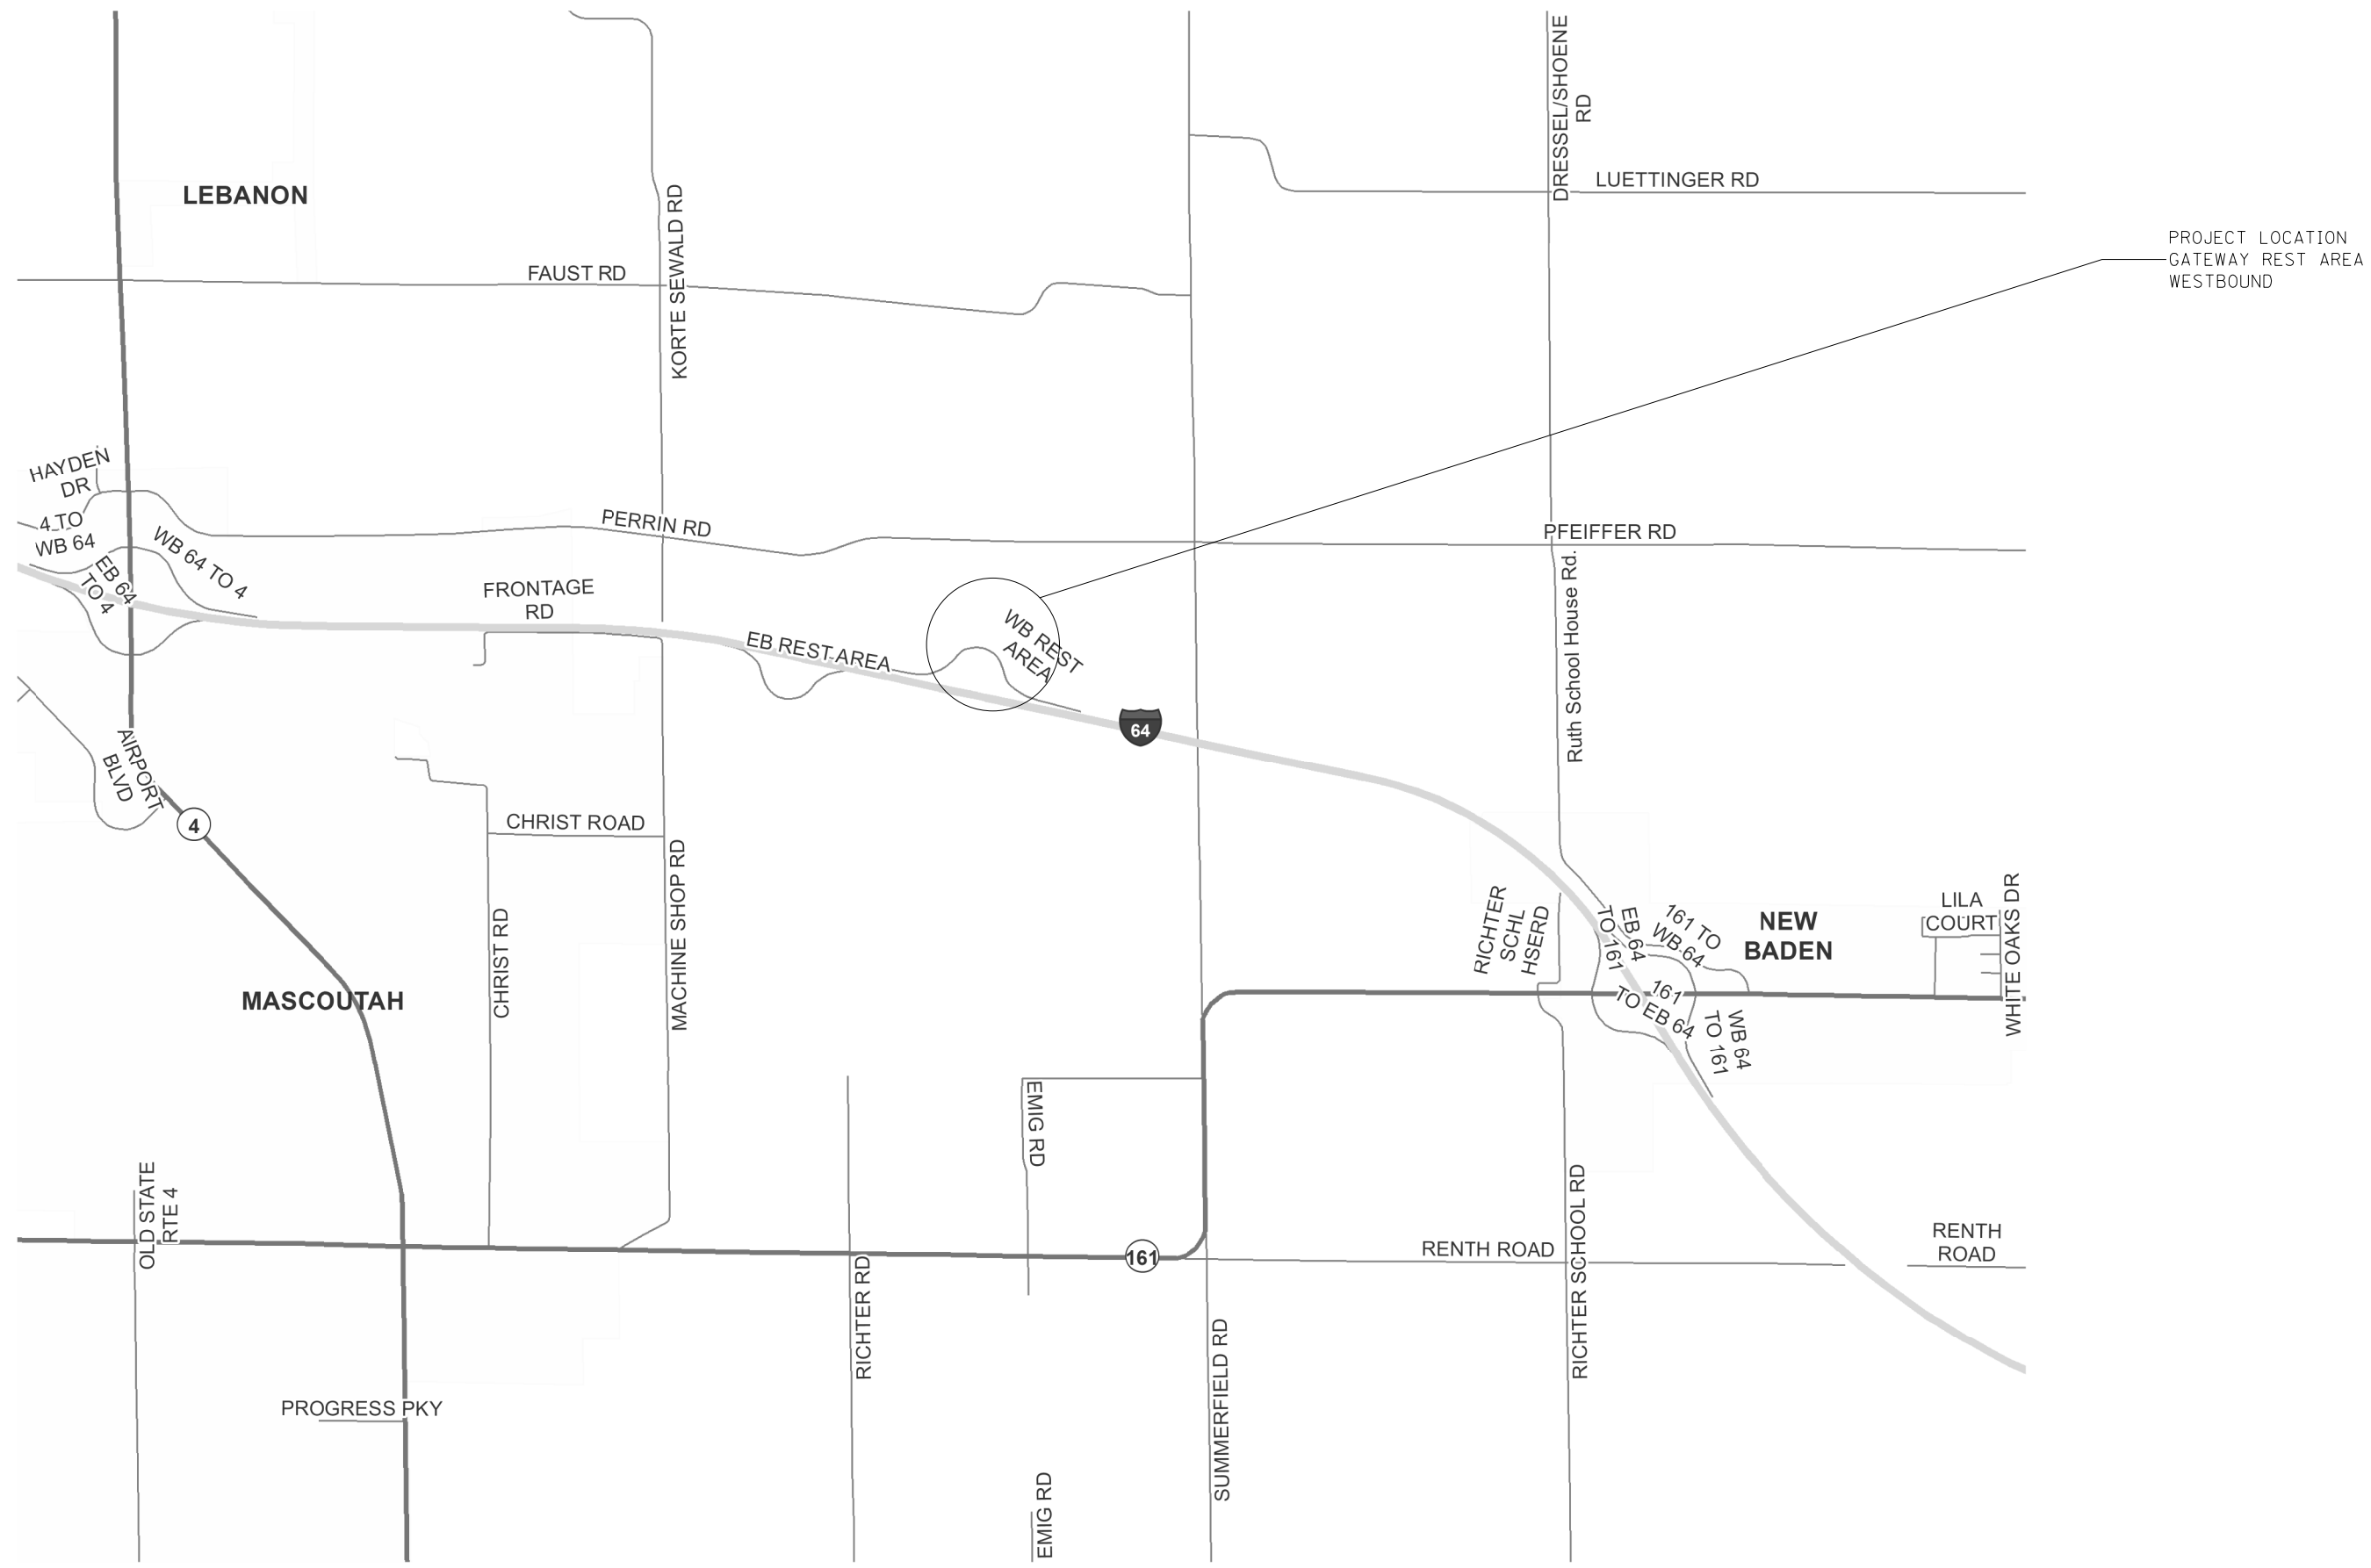 DRESSEL/SHOENE
RD
LUETTINGER RD
LEBANON
KORTE SEWALD RD
FAUST RD
PROJECT LOCATION
GATEWAY REST AREA
WESTBOUND
HAYDEN
DR
4 TO
WB 64
EB 64
TO 4
WB 64 TO 4
PERRIN RD
PFEIFFER RD
FRONTAGE
RD
EB REST AREA
WB REST
AREA
Ruth School House Rd.
64
AIRPORT
BLVD
4
CHRIST ROAD
MACHINE SHOP RD
CHRIST RD
MASCOUTAH
RICHTER
SCHL
HSERD
EB 64
TO 161
161 TO
WB 64
NEW
BADEN
LILA
COURT
WHITE OAKS DR
161
TO EB 64
WB 64
TO 161
EMIG RD
OLD STATE
RTE 4
161
RICHTER RD
RENTH ROAD
RICHTER SCHOOL RD
RENTH
ROAD
SUMMERFIELD RD
PROGRESS PKY
EMIG RD